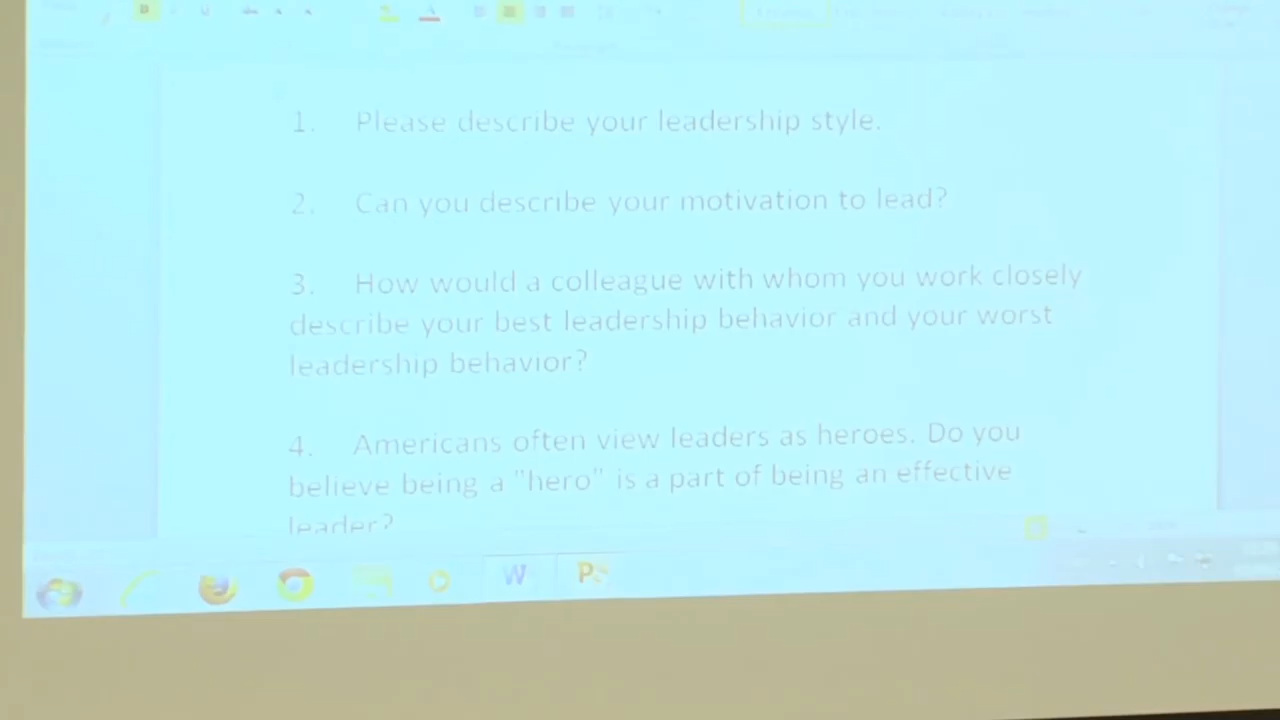 1. Please describe your leadership style.
2. Can you describe your motivation to lead?
3. How would a colleague with whom you work closely
describe your best leadership behavior and your worst
leadership behavior?
4. Americans often view leaders as heroes. Do you
believe being a "hero" is a part of being an effective
leader?
W